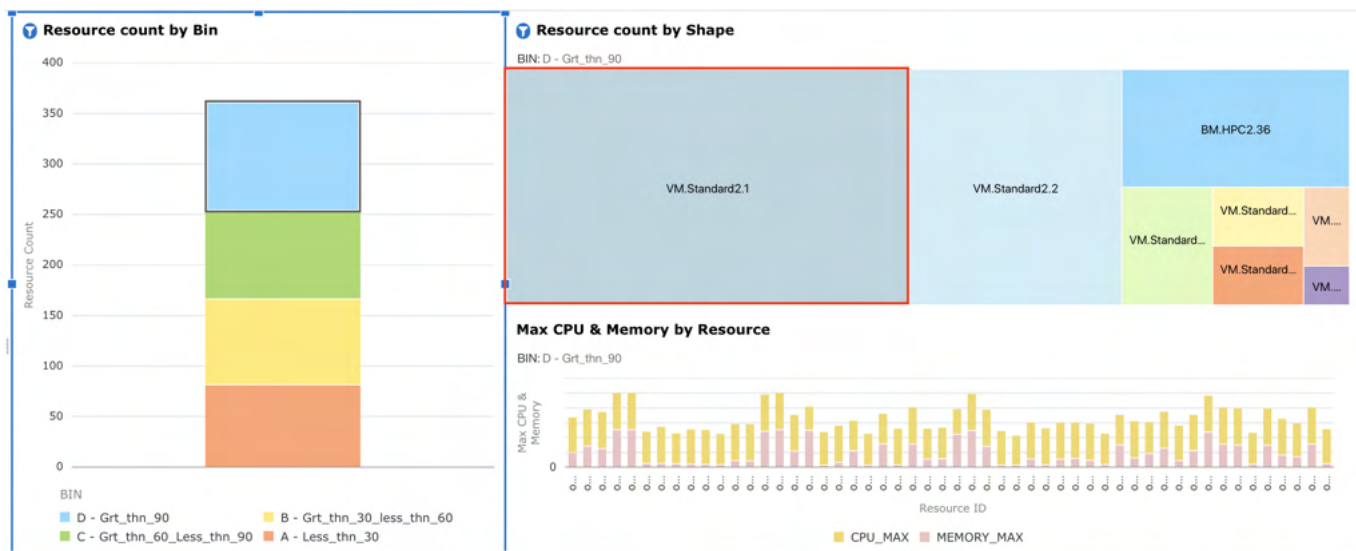 Resource count by Bin
400
350
300
250
200
150
100
50
0
Resource Count
BIN
D - Grt_thn_90
B - Grt_thn_30_less_thn_60
C - Grt_thn_60_Less_thn_90
A - Less_thn_30
Resource count by Shape
BIN: D - Grt_thn_90
VM.Standard2.1
VM.Standard2.2
BM.HPC2.36
VM.Standard...
VM.Standard...
VM....
VM.Standard...
VM....
Max CPU & Memory by Resource
BIN: D - Grt_thn_90
Max CPU &
Memory
0
o... o... o... o... o... o... o... o... o... o... o... o... o... o... o... o... o... o... o... o... o... o... o... o... o... o... o... o... o... o... o... o... o... o... o... o... o... o... o... o... o... o... o... o... o... o... o... o... o... o... o... o...
Resource ID
CPU_MAX
MEMORY_MAX